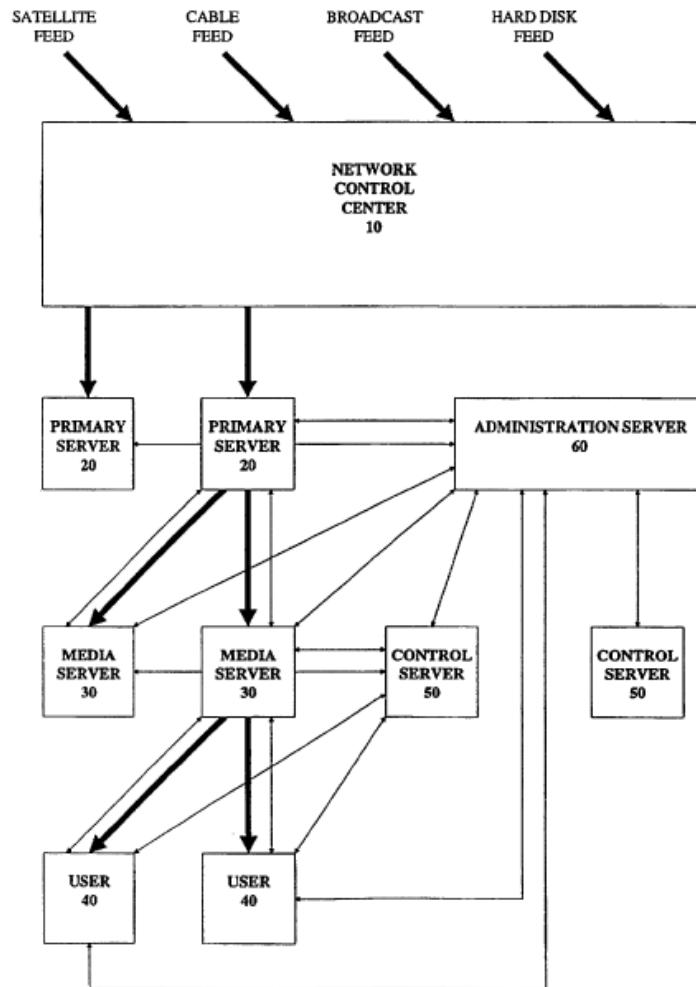 SATELLITE
FEED
CABLE
FEED
BROADCAST
FEED
HARD DISK
FEED
NETWORK
CONTROL
CENTER
10
PRIMARY
SERVER
20
PRIMARY
SERVER
20
ADMINISTRATION SERVER
60
MEDIA
SERVER
30
MEDIA
SERVER
30
CONTROL
SERVER
50
CONTROL
SERVER
50
USER
40
USER
40